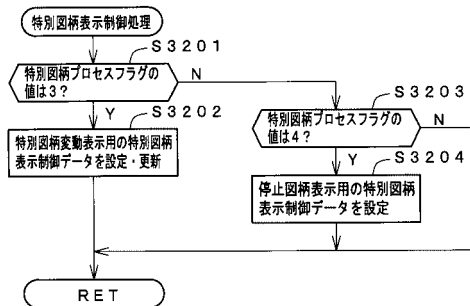 特別図柄表示制御処理
S3201
特別図柄プロセスフラグの
値は3?
N
Y
S3202
特別図柄変動表示用の特別図柄
表示制御データを設定・更新
S3203
特別図柄プロセスフラグの
値は4?
N
Y
S3204
停止図柄表示用の特別図柄
表示制御データを設定
RET